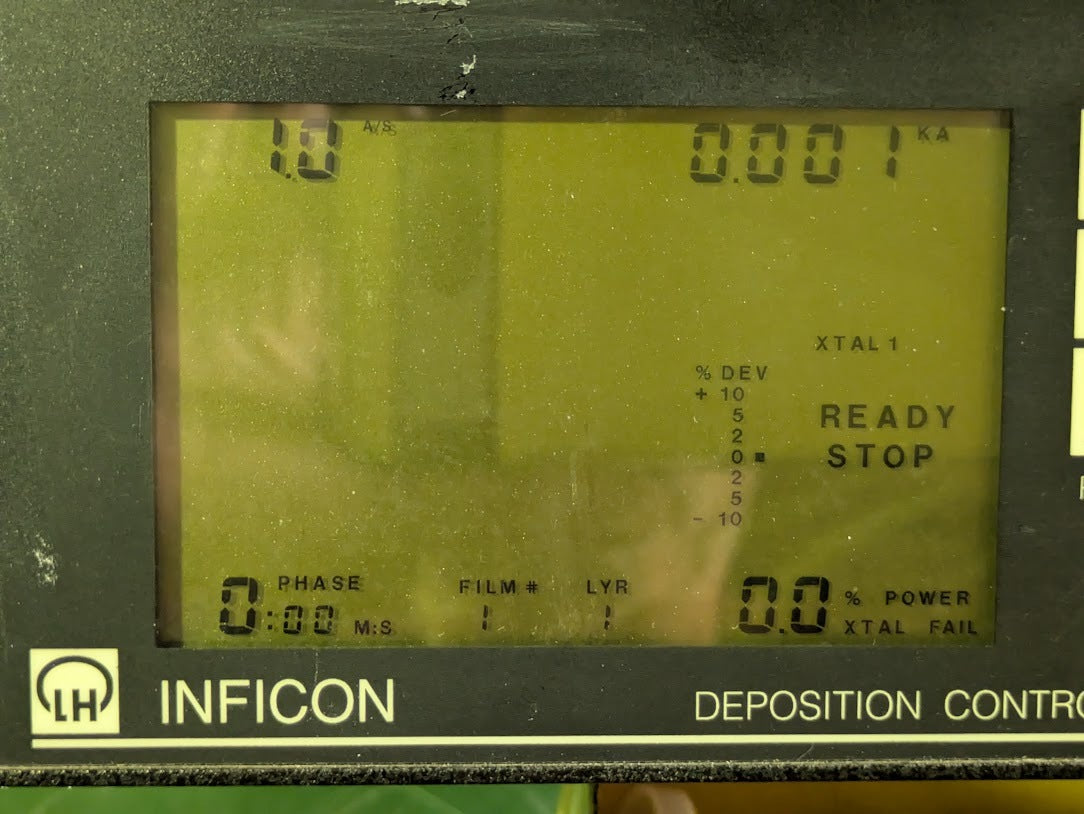 1.0 A/S 0.001 KA
XTAL 1
% DEV
+ 10
5
2
0
2
5
- 10
READY
STOP
0:00 PHASE M:S
FILM # 1
LYR 1
0.0 % POWER
XTAL FAIL
LH INFICON
DEPOSITION CONTRO